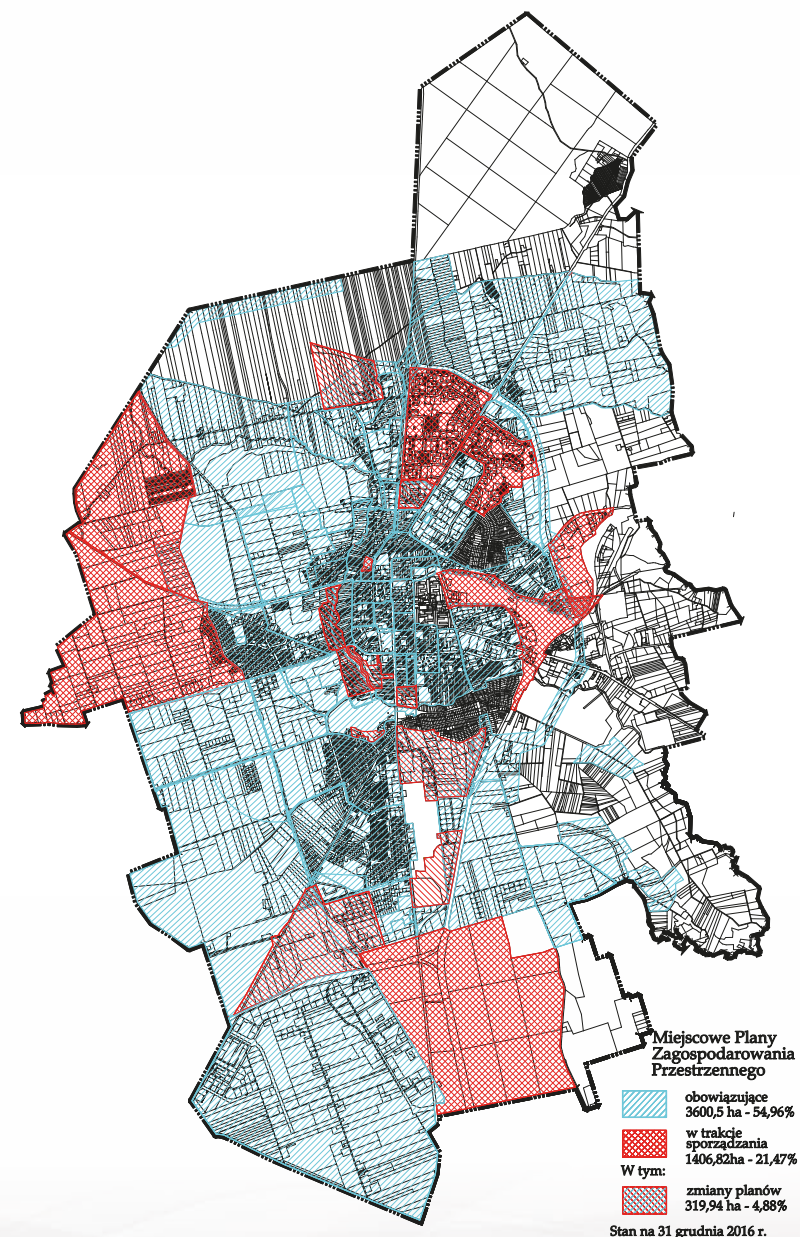 Miejscowe Plany
Zagospodarowania
Przestrzennego
obowiązujące
3600,5 ha - 54,96%
w trakcje
sporządzania
1406,82ha - 21,47%
W tym:
zmiany planów
319,94 ha - 4,88%
Stan na 31 grudnia 2016 r.